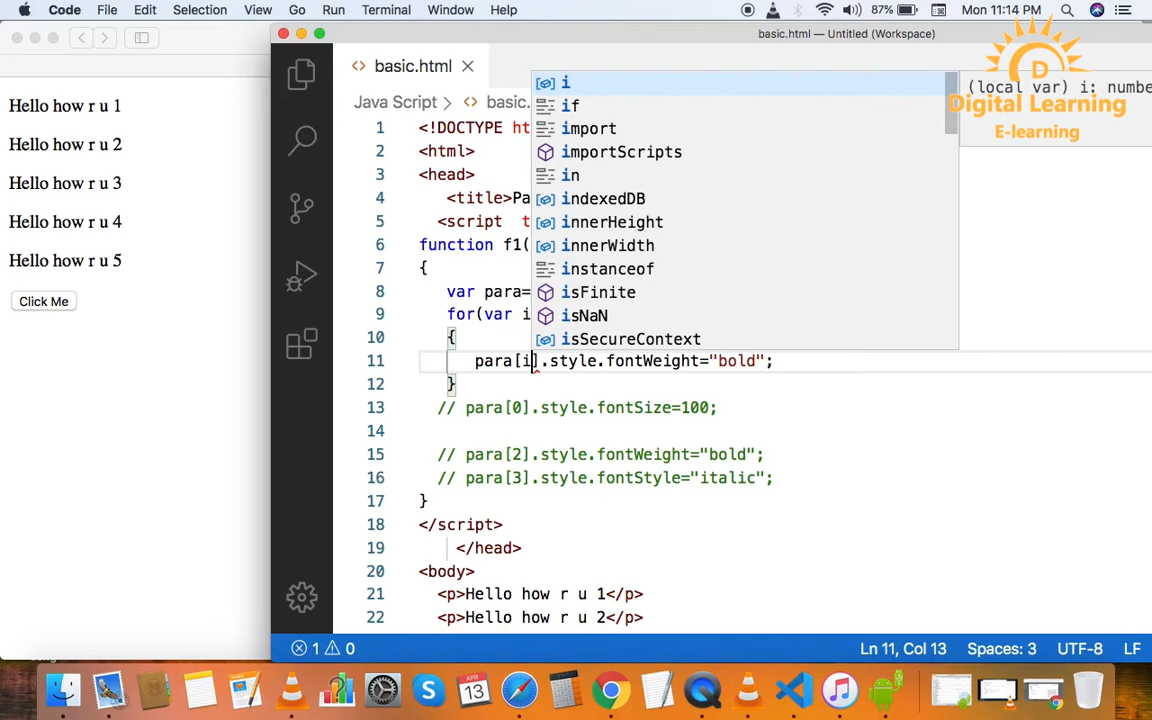 Code File Edit Selection View Go Run Terminal Window Help 87% Mon 11:14 PM
basic.html — Untitled (Workspace)
basic.html
D
Digital Learning
E-learning
(local var) i: numbe
Java Script > basic.
i
if
import
importScripts
in
indexedDB
innerHeight
innerWidth
instanceof
isFinite
isNaN
isSecureContext
Hello how r u 1
Hello how r u 2
Hello how r u 3
Hello how r u 4
Hello how r u 5
Click Me
1 <!DOCTYPE ht
2 <html>
3 <head>
4 <title>Pa
5 <script t
6 function f1(
7 {
8 var para=
9 for(var i
10 {
11 para[i].style.fontWeight="bold";
12 }
13 // para[0].style.fontSize=100;
14
15 // para[2].style.fontWeight="bold";
16 // para[3].style.fontStyle="italic";
17 }
18 </script>
19 </head>
20 <body>
21 <p>Hello how r u 1</p>
22 <p>Hello how r u 2</p>
1 0 Ln 11, Col 13 Spaces: 3 UTF-8 LF
13